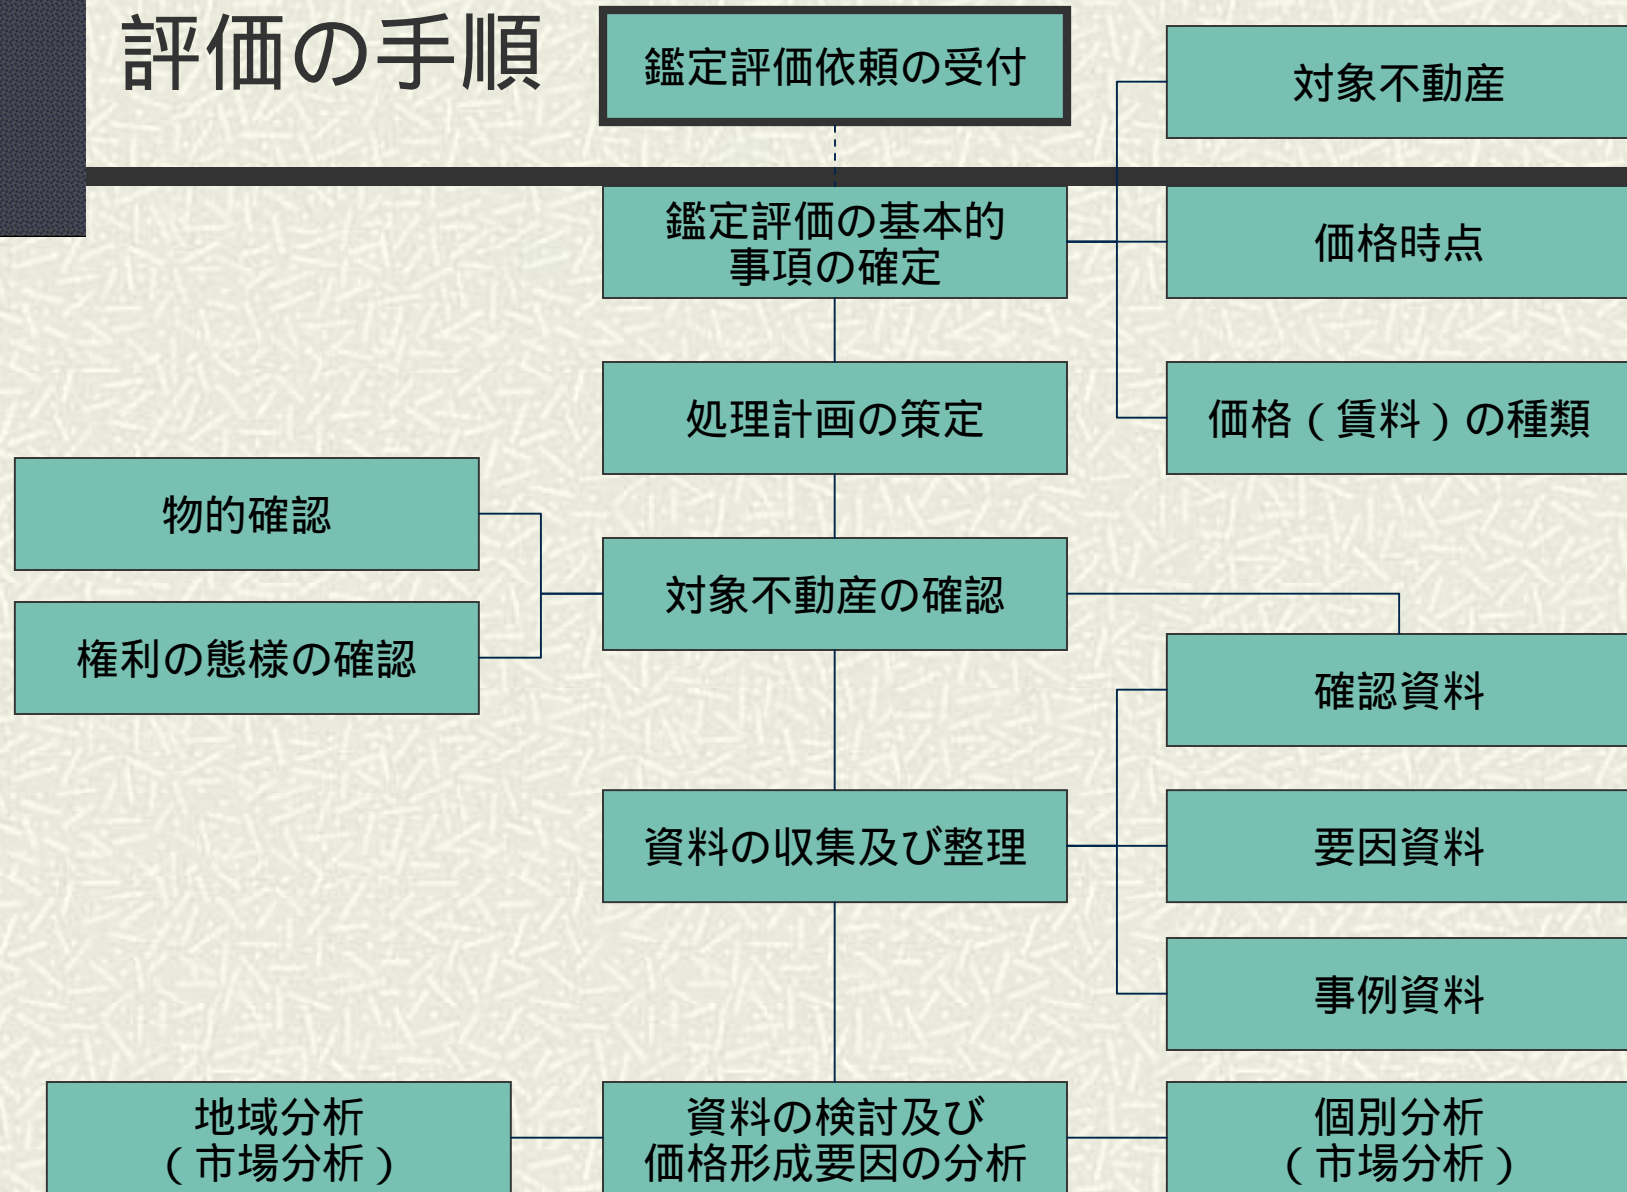 評価の手順
鑑定評価依頼の受付
対象不動産
鑑定評価の基本的
事項の確定
価格時点
処理計画の策定
価格（賃料）の種類
物的確認
対象不動産の確認
権利の態様の確認
確認資料
資料の収集及び整理
要因資料
事例資料
地域分析
（市場分析）
資料の検討及び
価格形成要因の分析
個別分析
（市場分析）